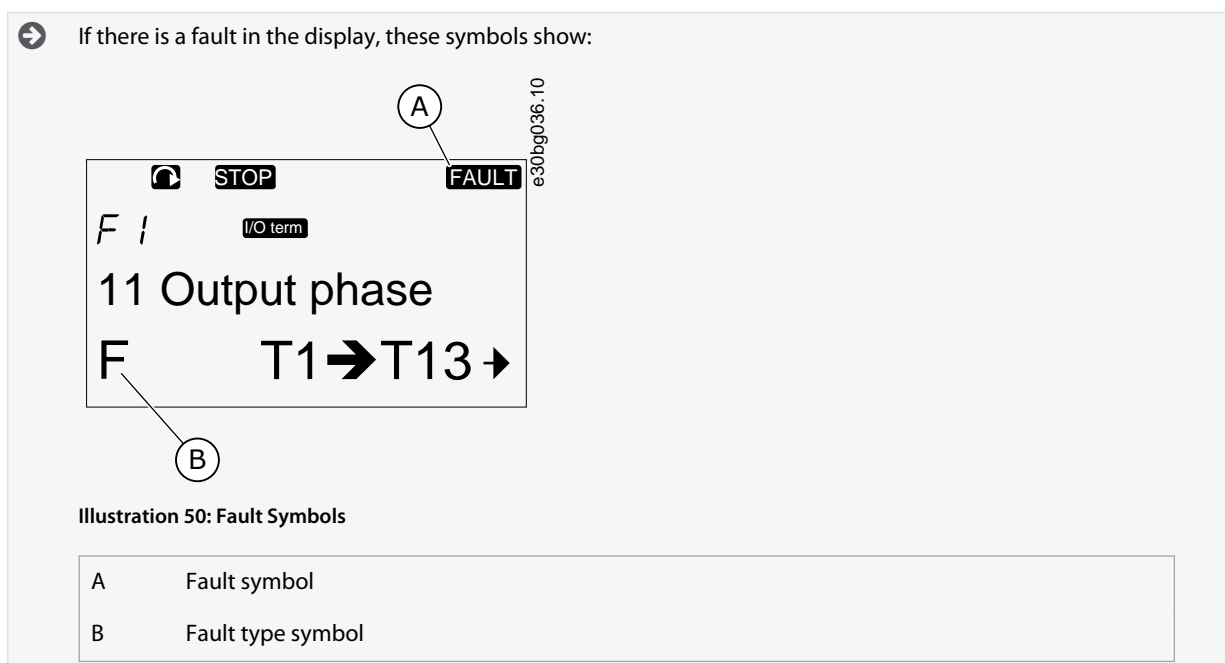 If there is a fault in the display, these symbols show:
A
e30bg036.10
STOP
FAULT
F 1
I/O term
11 Output phase
F T1➔T13➔
B
Illustration 50: Fault Symbols
A Fault symbol
B Fault type symbol